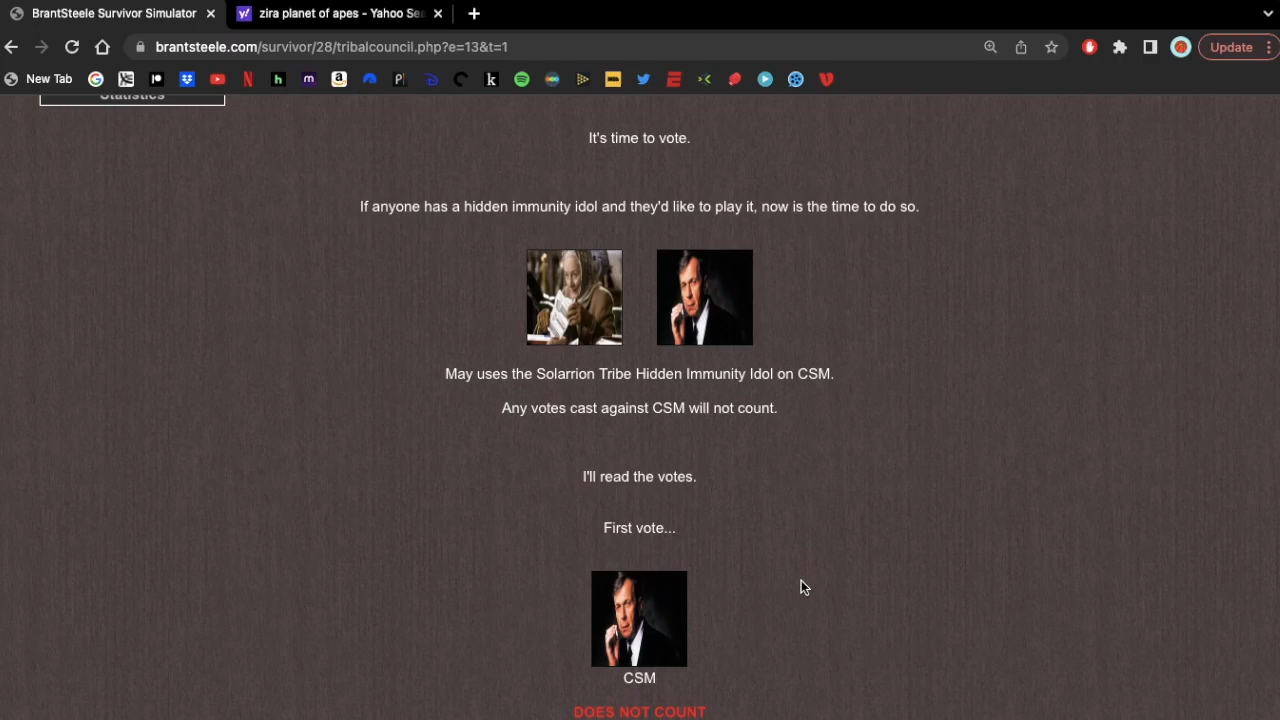 BrantSteele Survivor Simulator
zira planet of apes - Yahoo Se
brantsteele.com/survivor/28/tribalcouncil.php?e=13&t=1
Update
New Tab
Statistics
It's time to vote.
If anyone has a hidden immunity idol and they'd like to play it, now is the time to do so.
May uses the Solarrion Tribe Hidden Immunity Idol on CSM.
Any votes cast against CSM will not count.
I'll read the votes.
First vote...
CSM
DOES NOT COUNT